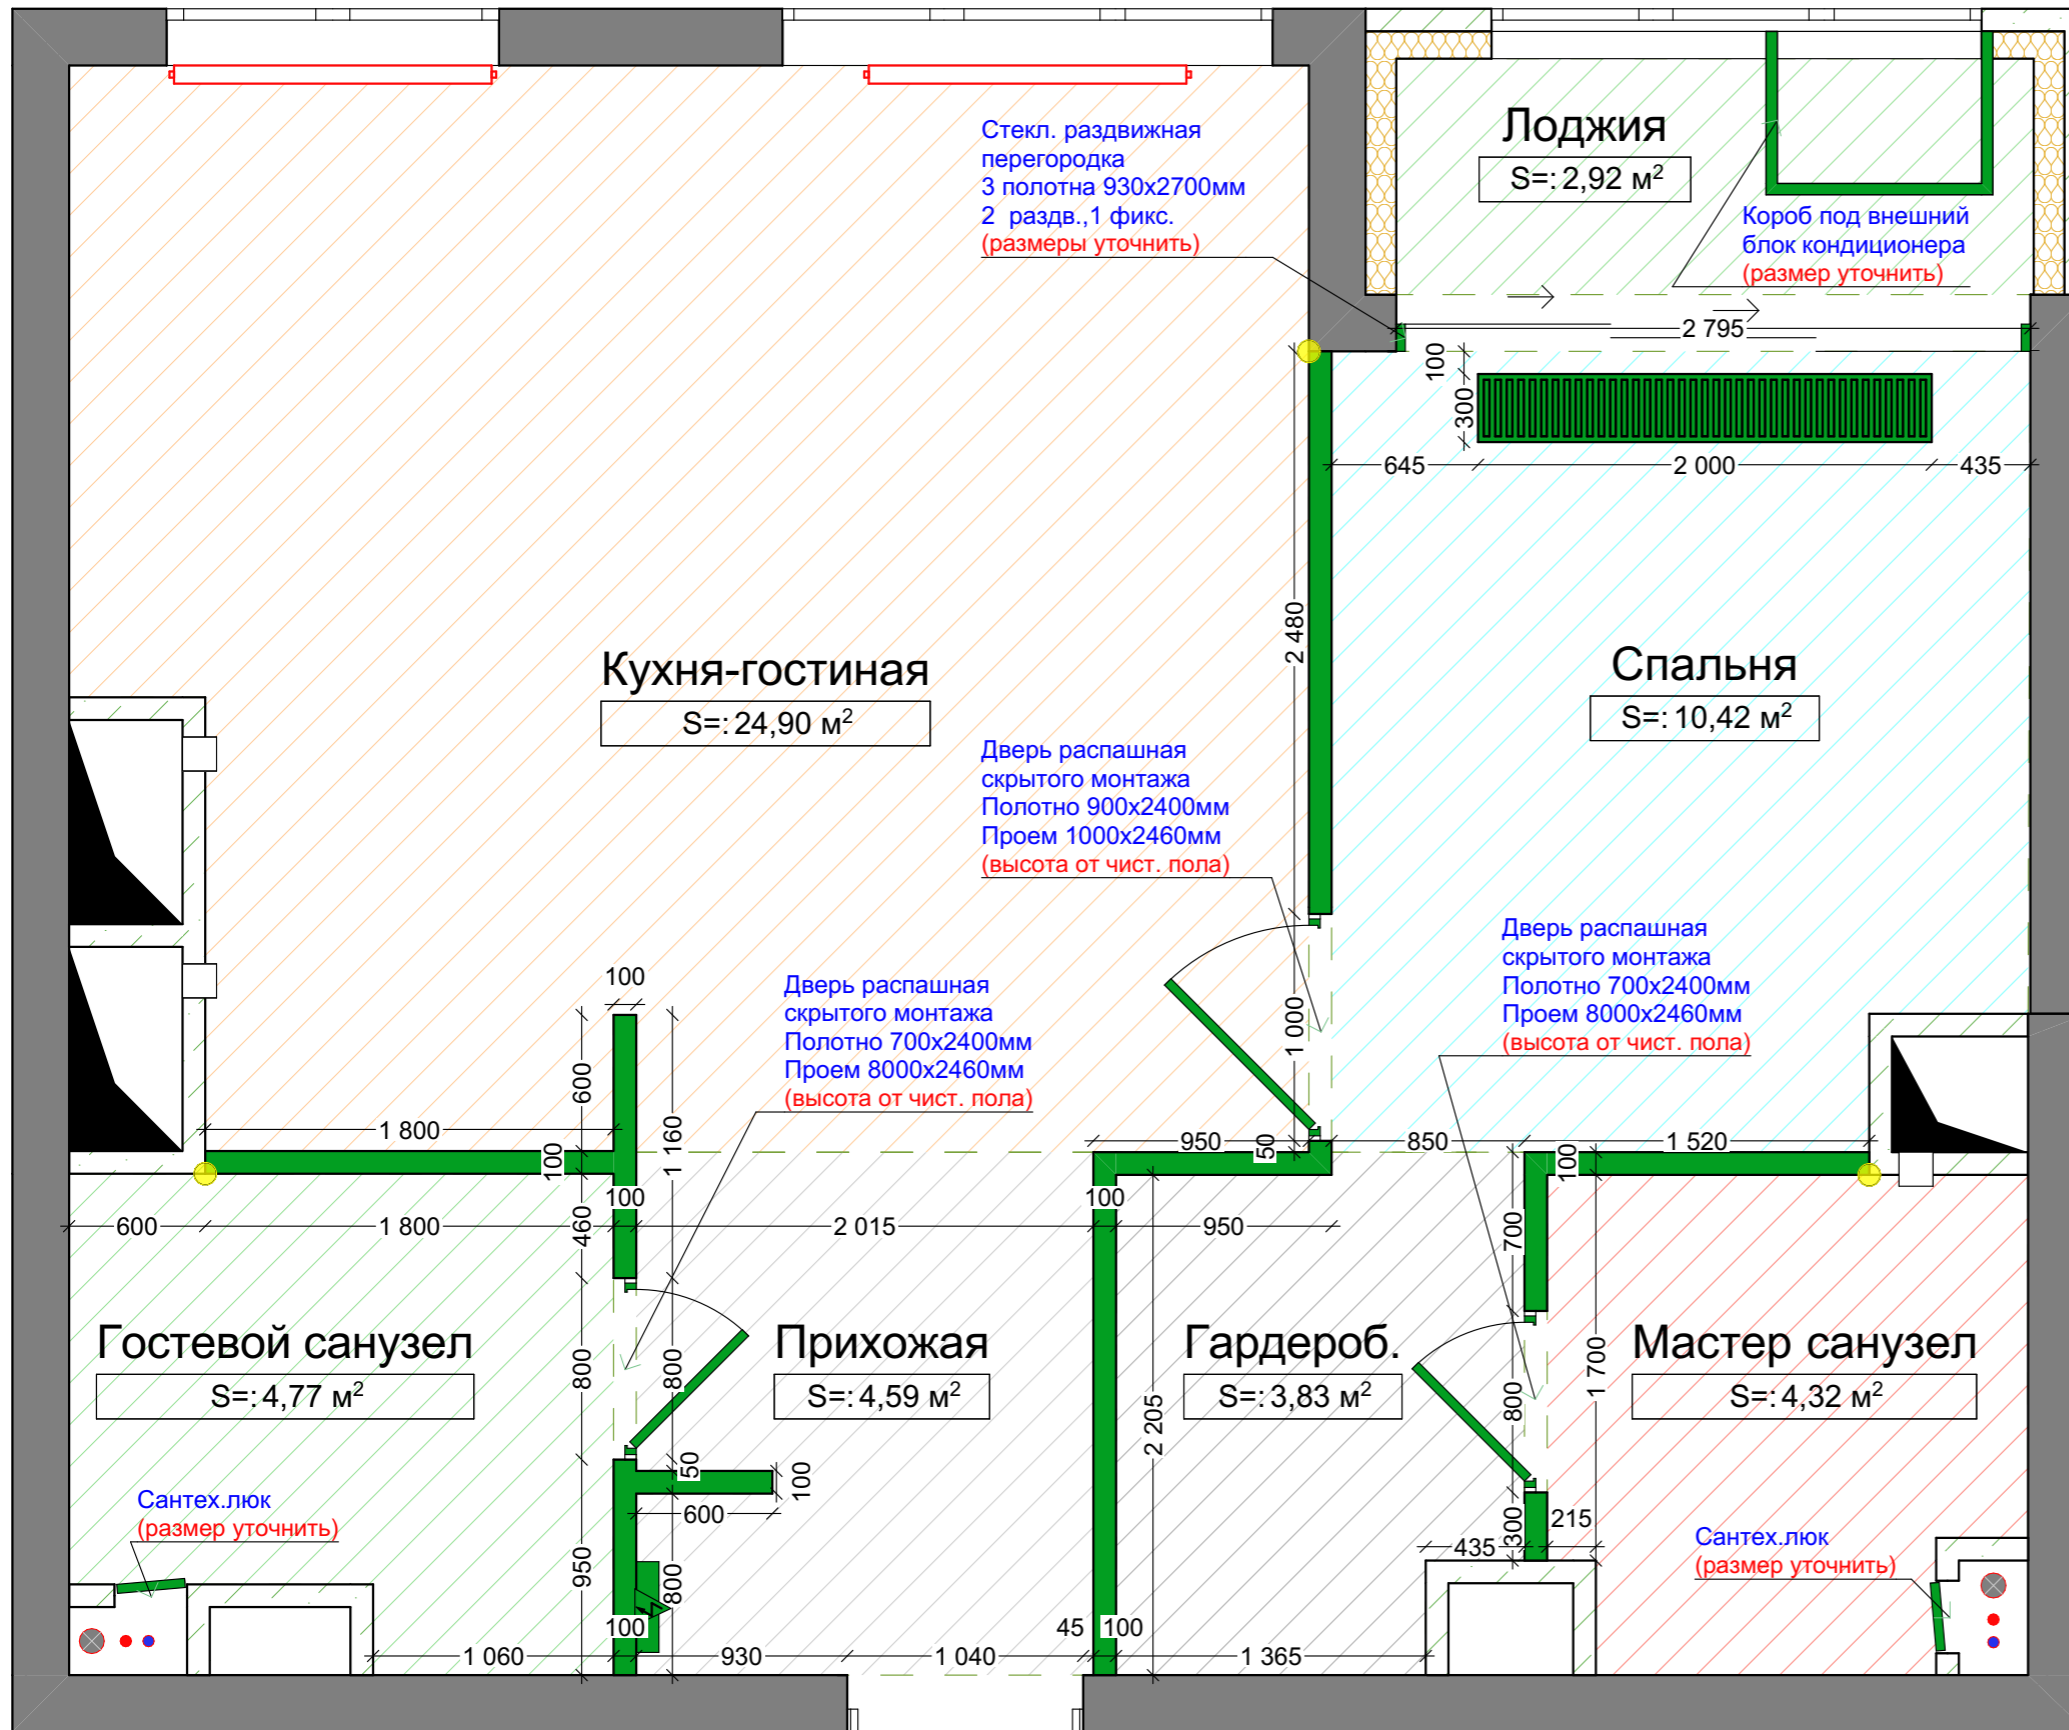 Стекл. раздвижная
перегородка
3 полотна 930х2700мм
2 раздв.,1 фикс.
(размеры уточнить)
Лоджия
S=: 2,92 м²
Короб под внешний
блок кондиционера
(размер уточнить)
2 795
100
300
645
2 000
435
2 480
Кухня-гостиная
S=: 24,90 м²
Спальня
S=: 10,42 м²
Дверь распашная
скрытого монтажа
Полотно 900х2400мм
Проем 1000х2460мм
(высота от чист. пола)
Дверь распашная
скрытого монтажа
Полотно 700х2400мм
Проем 8000х2460мм
(высота от чист. пола)
Дверь распашная
скрытого монтажа
Полотно 700х2400мм
Проем 8000х2460мм
(высота от чист. пола)
100
600
1 160
1 000
1 800
100
950
50
850
1 520
100
600
1 800
460
100
2 015
100
950
700
Гостевой санузел
S=: 4,77 м²
Прихожая
S=: 4,59 м²
Гардероб.
S=: 3,83 м²
Мастер санузел
S=: 4,32 м²
800
800
2 205
800
1 700
50
100
600
Сантех.люк
(размер уточнить)
300
215
435
Сантех.люк
(размер уточнить)
950
800
100
45
100
1 060
930
1 040
1 365